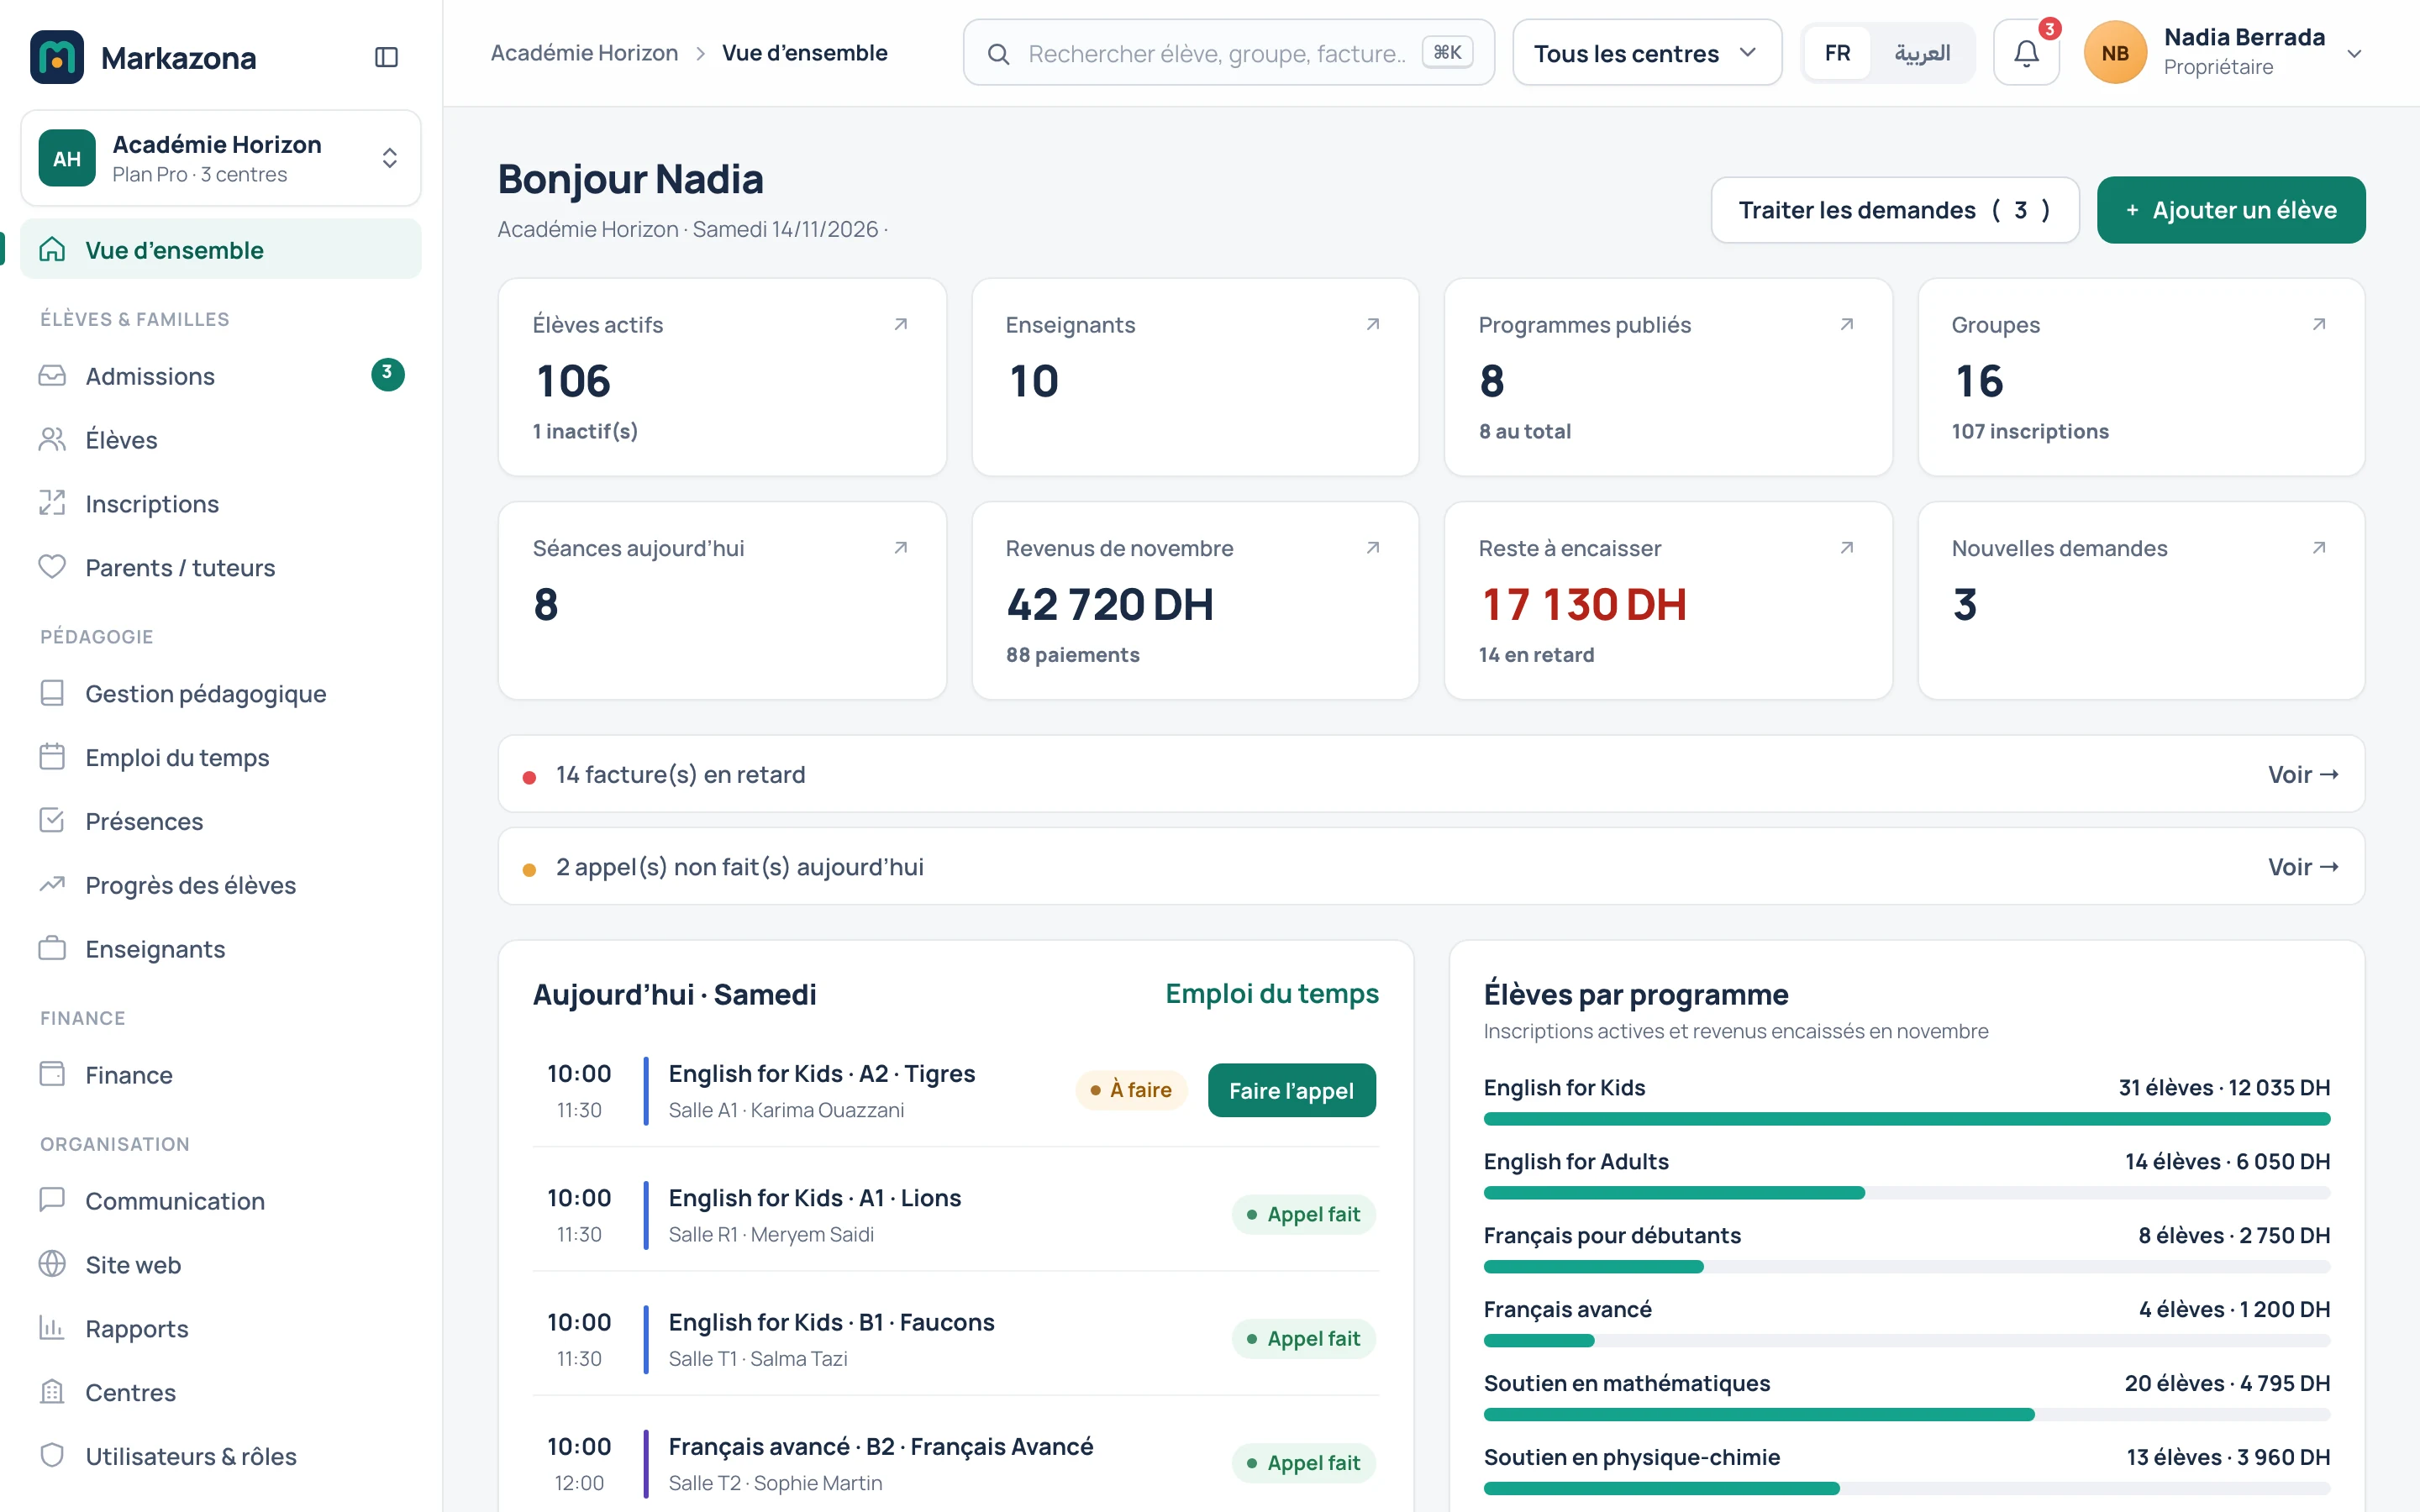 Markazona
AH
Académie Horizon
Plan Pro · 3 centres
Vue d’ensemble
ÉLÈVES & FAMILLES
Admissions 3
Élèves
Inscriptions
Parents / tuteurs
PÉDAGOGIE
Gestion pédagogique
Emploi du temps
Présences
Progrès des élèves
Enseignants
FINANCE
Finance
ORGANISATION
Communication
Site web
Rapports
Centres
Utilisateurs & rôles
Académie Horizon > Vue d’ensemble
Rechercher élève, groupe, facture.. ⌘K
Tous les centres
FR العربية
3
NB
Nadia Berrada
Propriétaire
Bonjour Nadia
Académie Horizon · Samedi 14/11/2026 ·
Traiter les demandes ( 3 )
+ Ajouter un élève
Élèves actifs
106
1 inactif(s)
Enseignants
10
Programmes publiés
8
8 au total
Groupes
16
107 inscriptions
Séances aujourd’hui
8
Revenus de novembre
42 720 DH
88 paiements
Reste à encaisser
17 130 DH
14 en retard
Nouvelles demandes
3
14 facture(s) en retard Voir →
2 appel(s) non fait(s) aujourd’hui Voir →
Aujourd’hui · Samedi Emploi du temps
10:00 English for Kids · A2 · Tigres À faire Faire l’appel
11:30 Salle A1 · Karima Ouazzani
10:00 English for Kids · A1 · Lions Appel fait
11:30 Salle R1 · Meryem Saidi
10:00 English for Kids · B1 · Faucons Appel fait
11:30 Salle T1 · Salma Tazi
10:00 Français avancé · B2 · Français Avancé Appel fait
12:00 Salle T2 · Sophie Martin
Élèves par programme
Inscriptions actives et revenus encaissés en novembre
English for Kids 31 élèves · 12 035 DH
English for Adults 14 élèves · 6 050 DH
Français pour débutants 8 élèves · 2 750 DH
Français avancé 4 élèves · 1 200 DH
Soutien en mathématiques 20 élèves · 4 795 DH
Soutien en physique-chimie 13 élèves · 3 960 DH